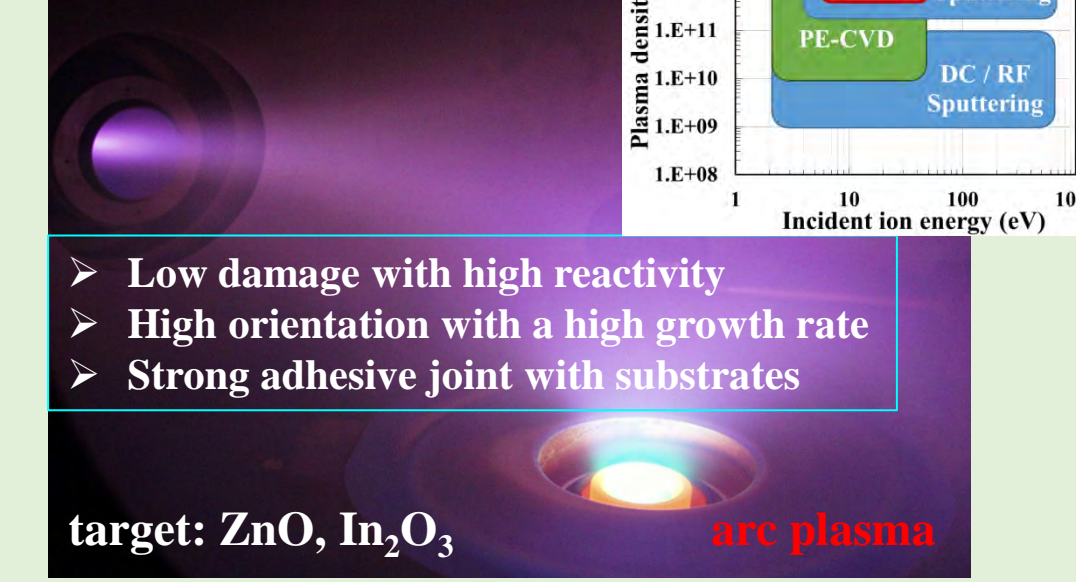 Plasma
1.E+11
1.E+10
1.E+09
1.E+08
PE-CVD
DC / RF
Sputtering
1 10 100
Incident ion energy (eV)
➢ Low damage with high reactivity
➢ High orientation with a high growth rate
➢ Strong adhesive joint with substrates
target: ZnO, In₂O₃
arc plasma